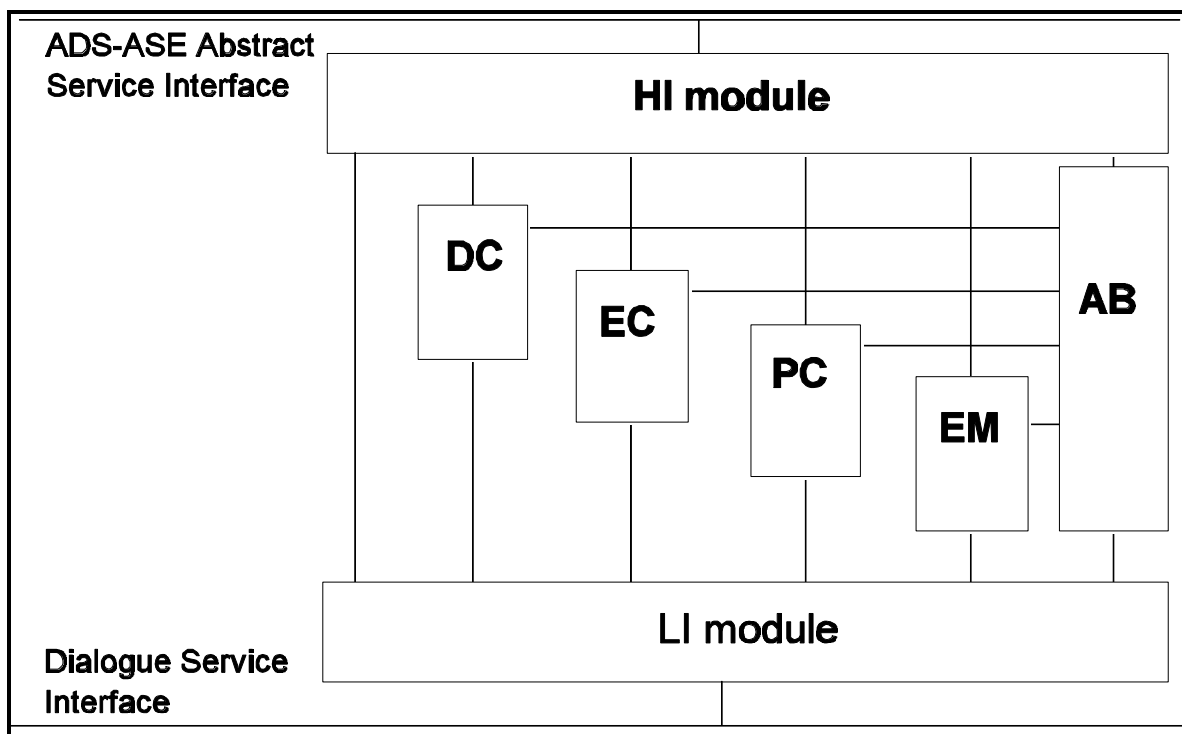 ADS-ASE Abstract
Service Interface
HI module
DC
EC
AB
PC
EM
LI module
Dialogue Service
Interface